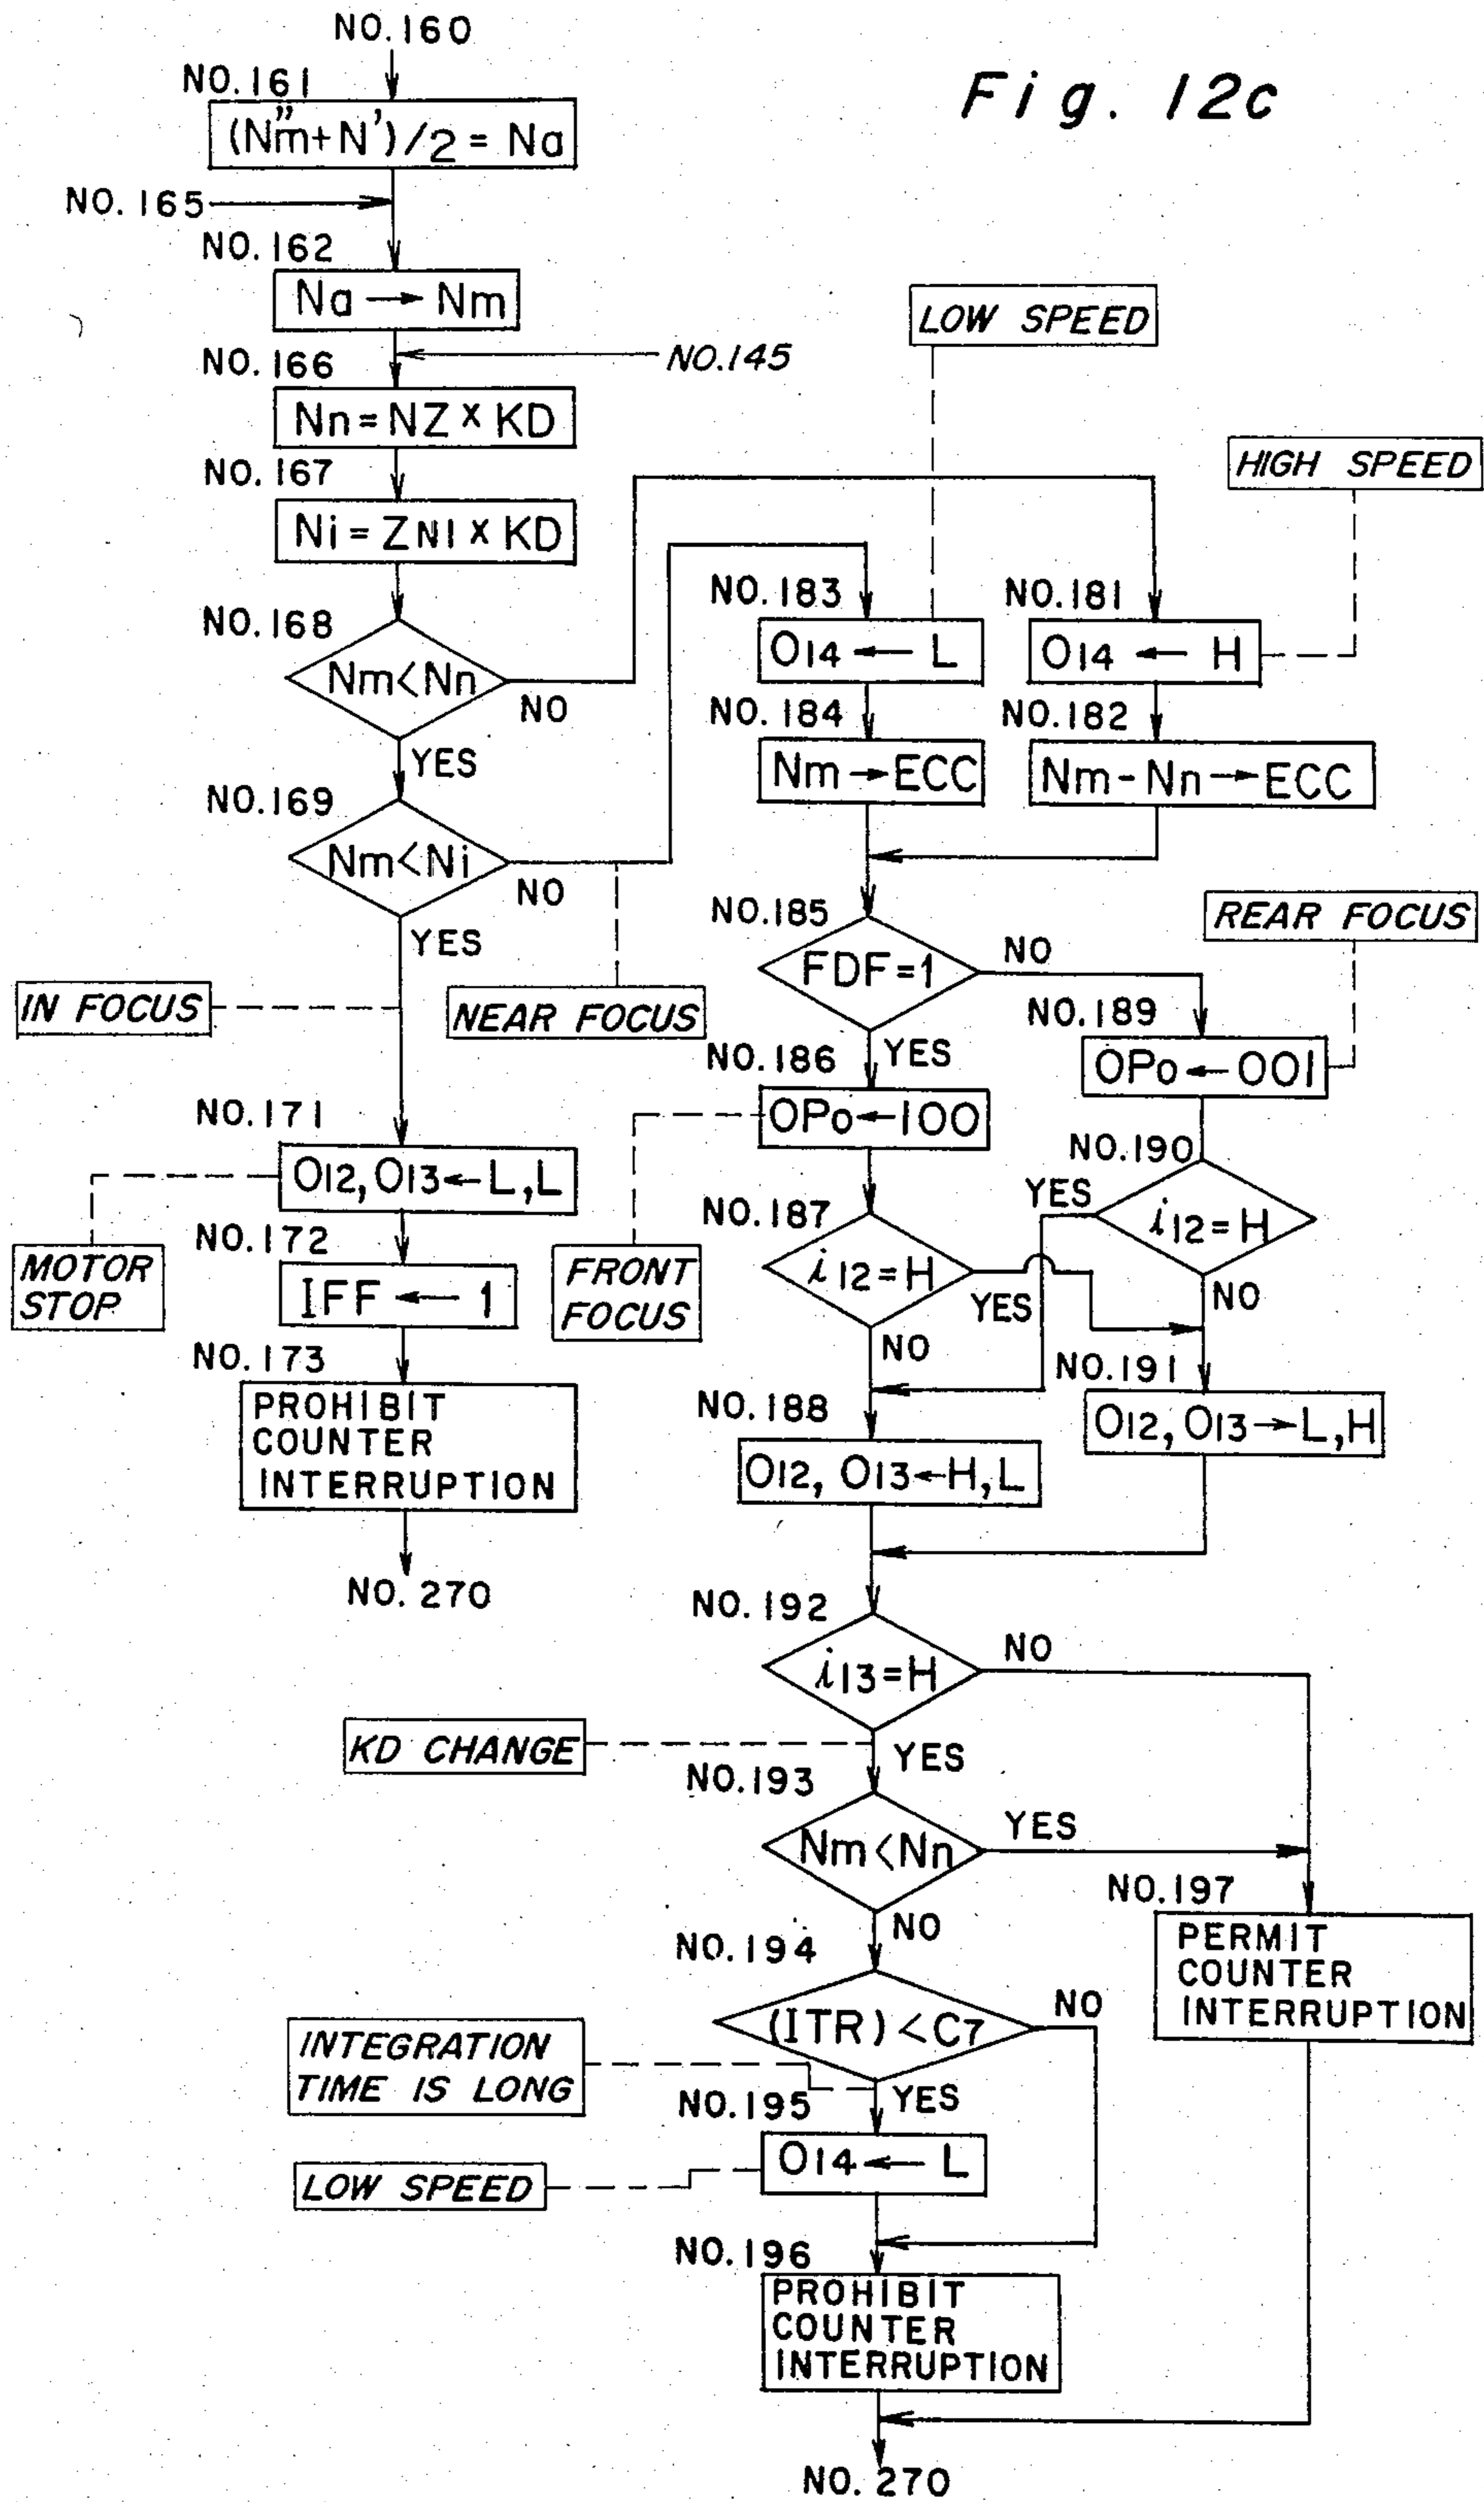 Fig. 12c
NO.160
NO.161
(Nm"+N')/2 = Na
NO.165
NO.162
Na → Nm
NO.166
NO.145
Nn = NZ x KD
NO.167
Ni = ZNI x KD
NO.168
Nm<Nn
NO
YES
NO.169
Nm<Ni
NO
YES
IN FOCUS
NEAR FOCUS
NO.171
O12, O13←L, L
MOTOR
STOP
NO.172
IFF ← 1
NO.173
PROHIBIT
COUNTER
INTERRUPTION
NO. 270
LOW SPEED
HIGH SPEED
NO.183
O14 ← L
NO.181
O14 ← H
NO. 184
Nm → ECC
NO.182
Nm - Nn → ECC
NO.185
FDF=1
NO
YES
REAR FOCUS
NO.189
OPo←001
NO.186
OPo←100
FRONT
FOCUS
NO.190
i12=H
YES
NO
NO.187
i12=H
YES
NO
NO.191
O12, O13→L, H
NO.188
O12, O13←H, L
NO.192
i13=H
NO
YES
KD CHANGE
NO.193
Nm<Nn
YES
NO
NO.197
PERMIT
COUNTER
INTERRUPTION
NO.194
(ITR) <C7
NO
YES
INTEGRATION
TIME IS LONG
NO.195
O14 ← L
LOW SPEED
NO.196
PROHIBIT
COUNTER
INTERRUPTION
NO. 270